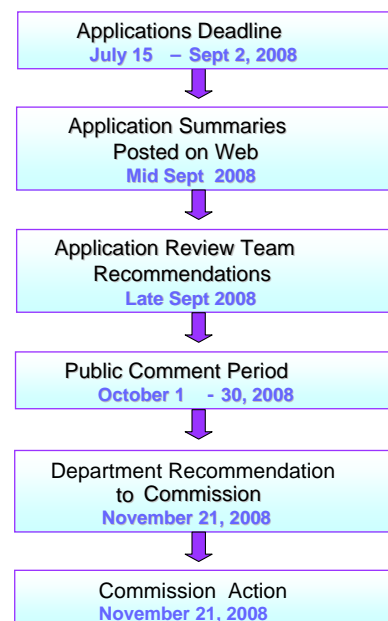 Applications Deadline
July 15 – Sept 2, 2008
Application Summaries
Posted on Web
Mid Sept 2008
Application Review Team
Recommendations
Late Sept 2008
Public Comment Period
October 1 - 30, 2008
Department Recommendation
to Commission
November 21, 2008
Commission Action
November 21, 2008